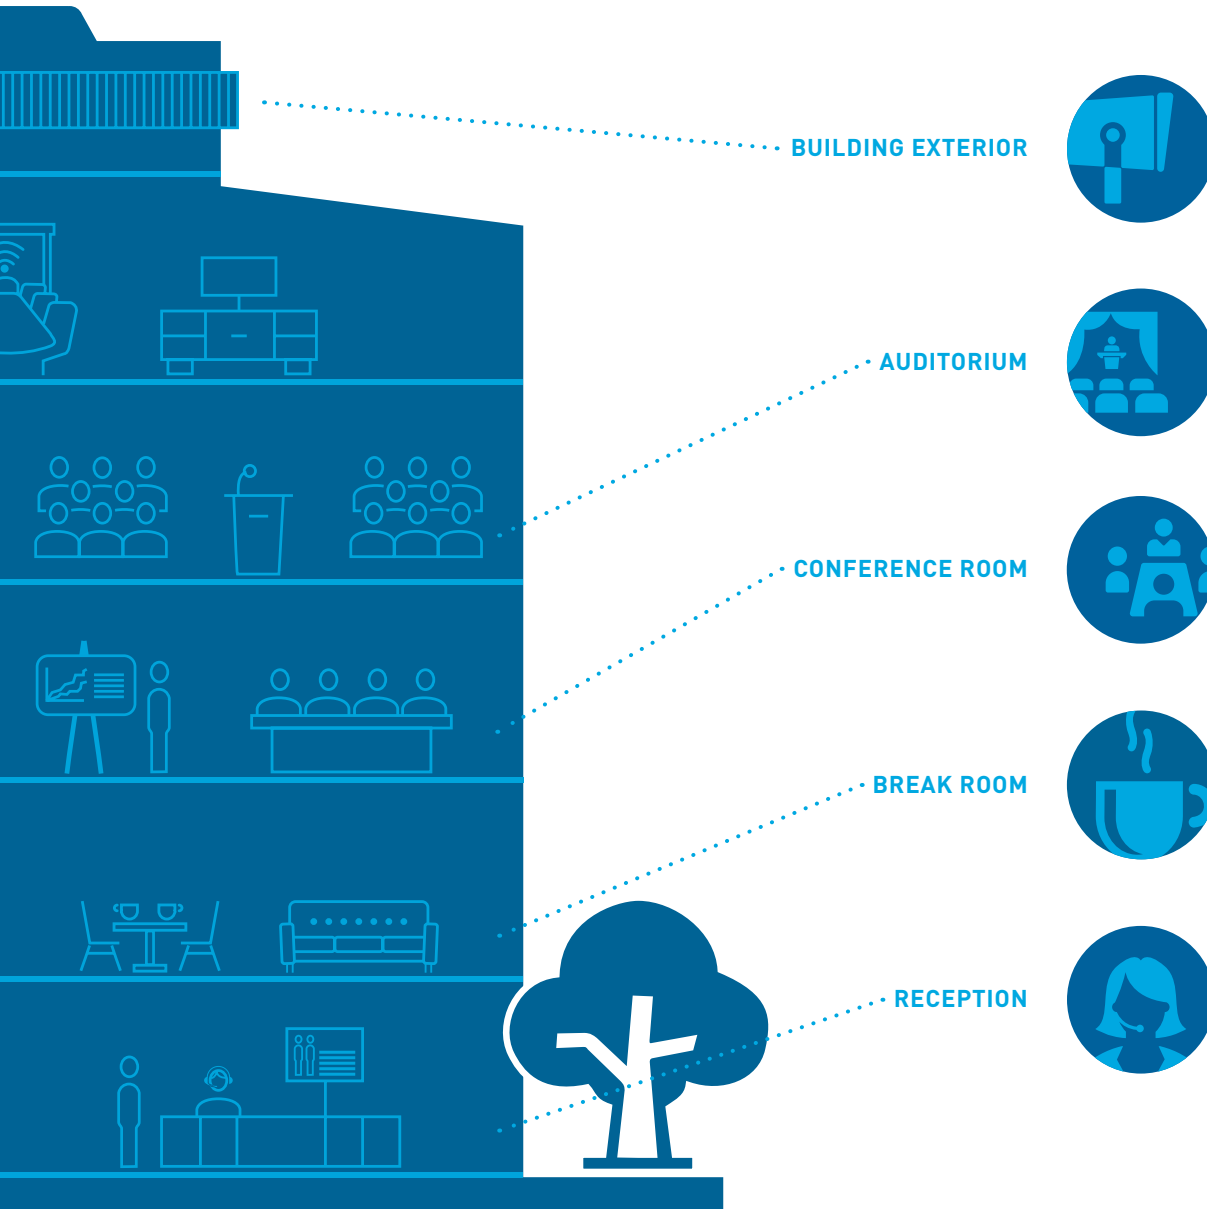 BUILDING EXTERIOR
AUDITORIUM
CONFERENCE ROOM
BREAK ROOM
RECEPTION